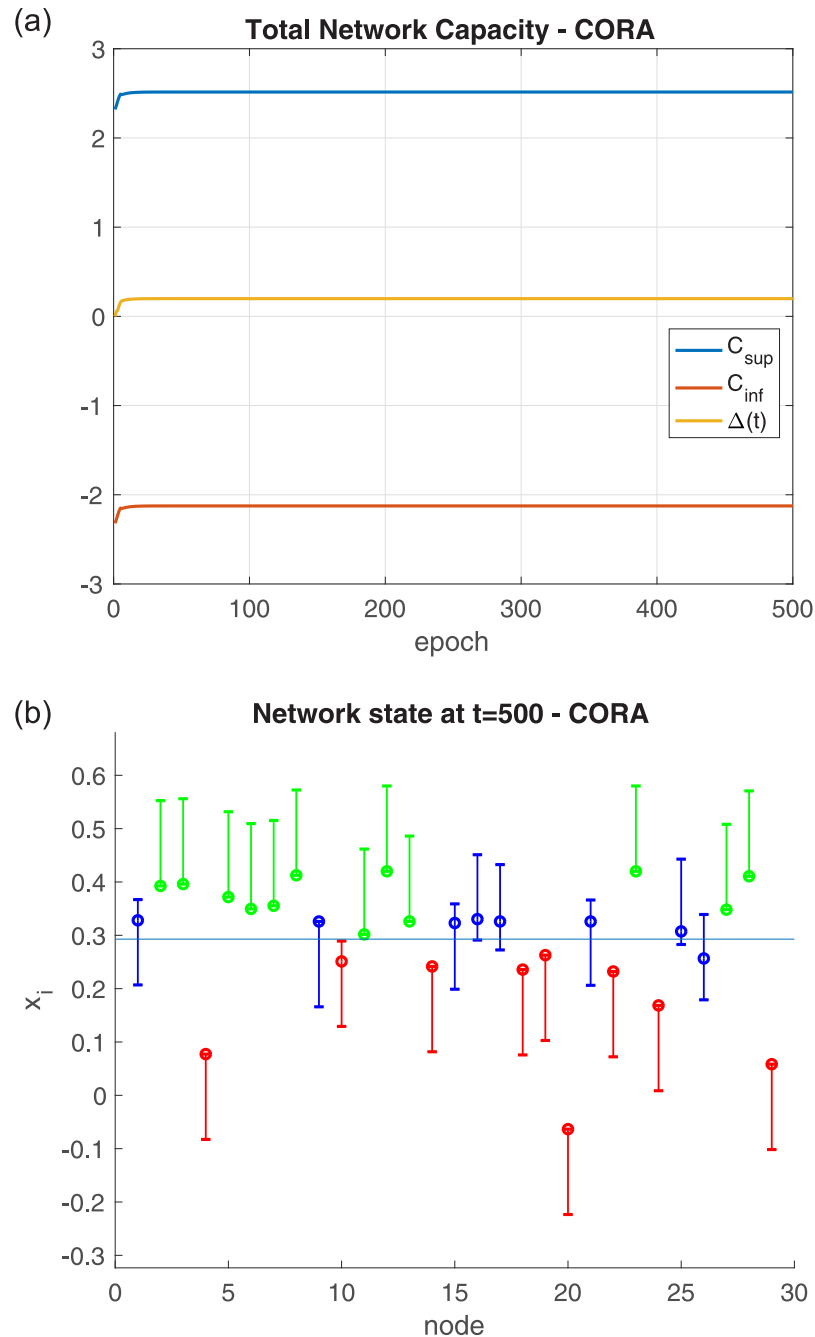 (a)
Total Network Capacity - CORA
3
2
1
0
-1
-2
-3
C_sup
C_inf
Δ(t)
0 100 200 300 400 500
epoch
(b)
Network state at t=500 - CORA
0.6
0.5
0.4
0.3
0.2
0.1
0
-0.1
-0.2
-0.3
x_i
0 5 10 15 20 25 30
node